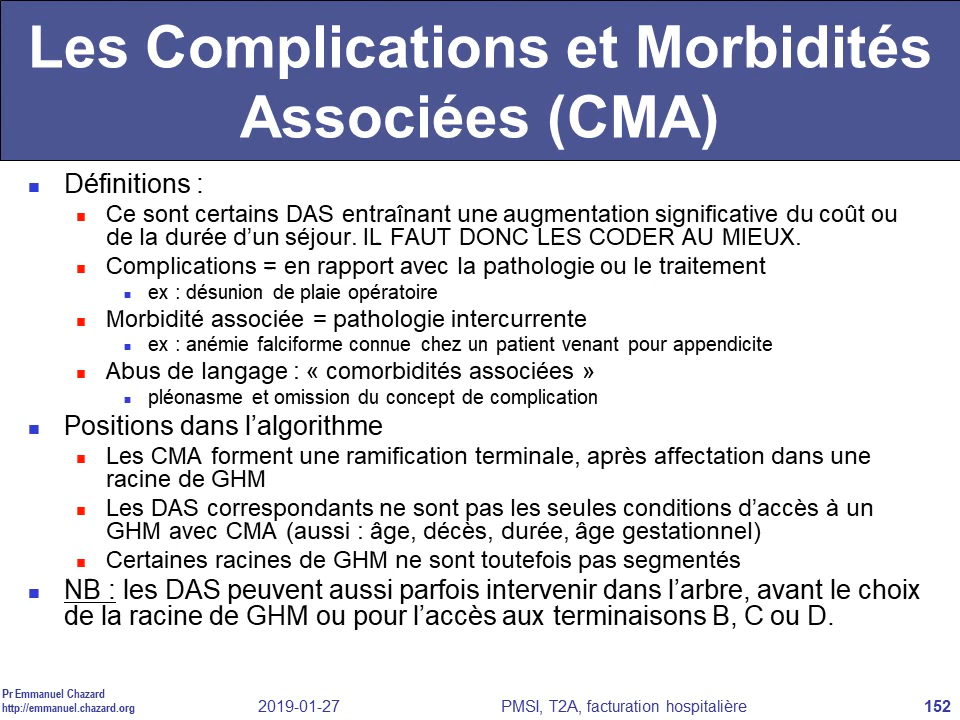 Les Complications et Morbidités
Associées (CMA)
Définitions :
Ce sont certains DAS entraînant une augmentation significative du coût ou
de la durée d’un séjour. IL FAUT DONC LES CODER AU MIEUX.
Complications = en rapport avec la pathologie ou le traitement
ex : désunion de plaie opératoire
Morbidité associée = pathologie intercurrente
ex : anémie falciforme connue chez un patient venant pour appendicite
Abus de langage : « comorbidités associées »
pléonasme et omission du concept de complication
Positions dans l’algorithme
Les CMA forment une ramification terminale, après affectation dans une
racine de GHM
Les DAS correspondants ne sont pas les seules conditions d’accès à un
GHM avec CMA (aussi : âge, décès, durée, âge gestationnel)
Certaines racines de GHM ne sont toutefois pas segmentés
NB : les DAS peuvent aussi parfois intervenir dans l’arbre, avant le choix
de la racine de GHM ou pour l’accès aux terminaisons B, C ou D.
Pr Emmanuel Chazard
http://emmanuel.chazard.org
2019-01-27
PMSI, T2A, facturation hospitalière
152